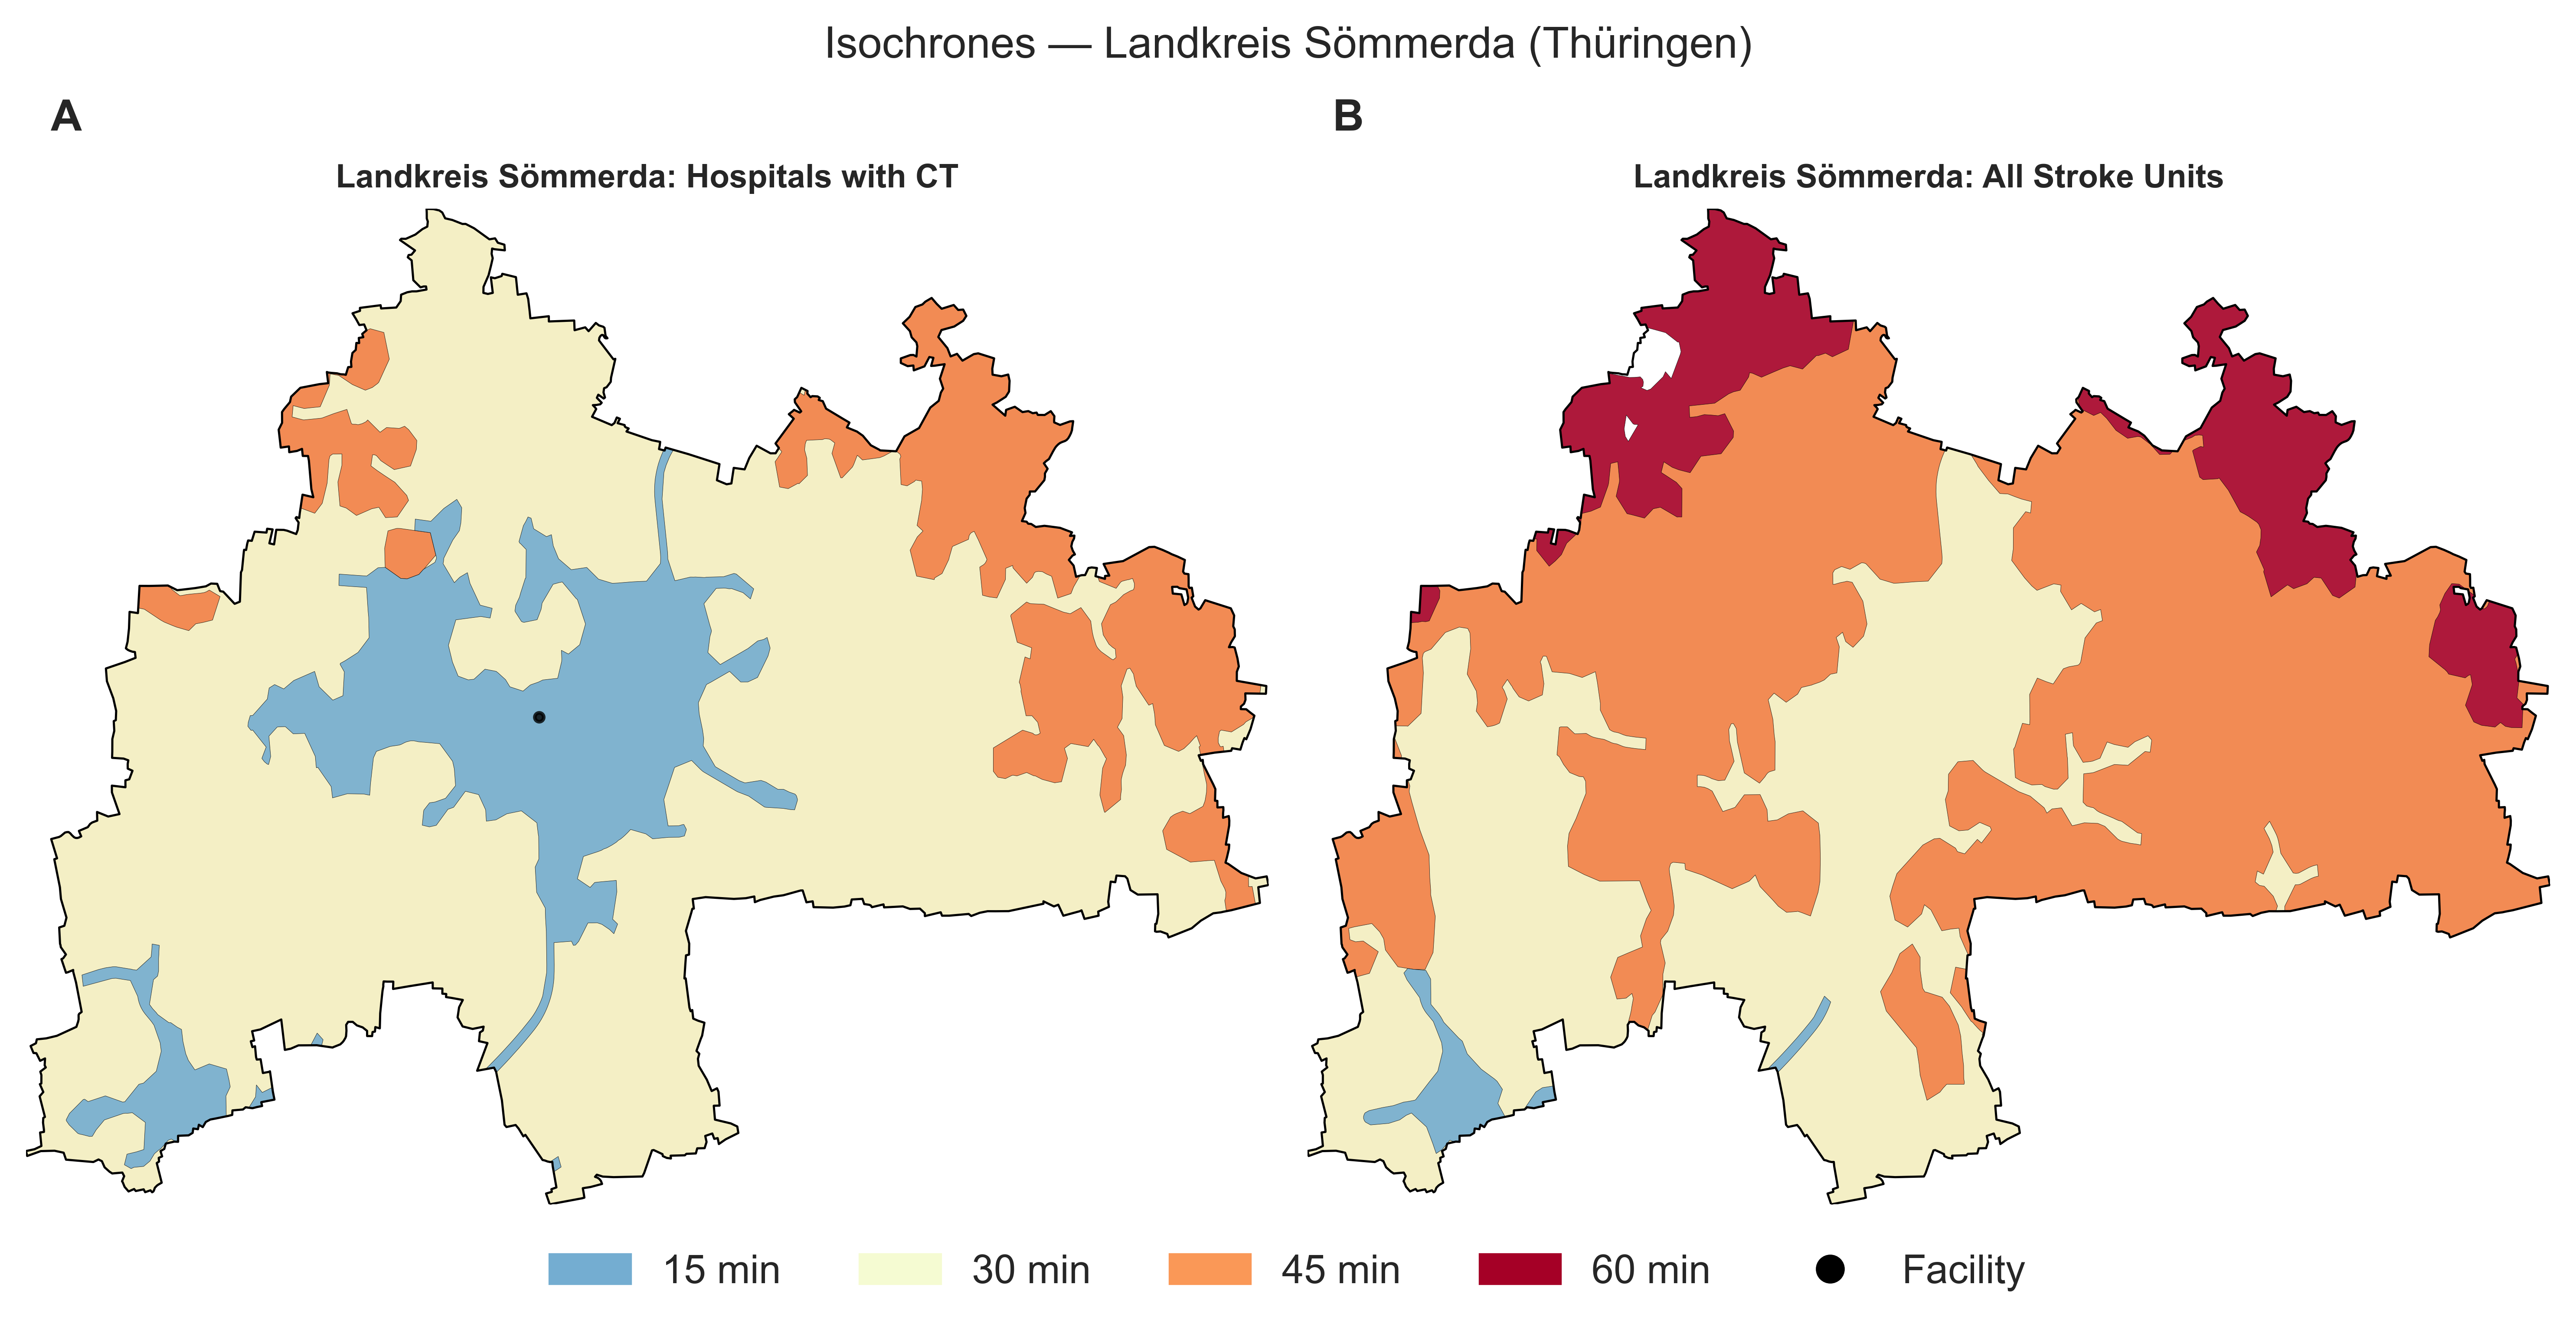 Isochrones — Landkreis Sömmerda (Thüringen)
A
B
Landkreis Sömmerda: Hospitals with CT
Landkreis Sömmerda: All Stroke Units
15 min
30 min
45 min
60 min
Facility